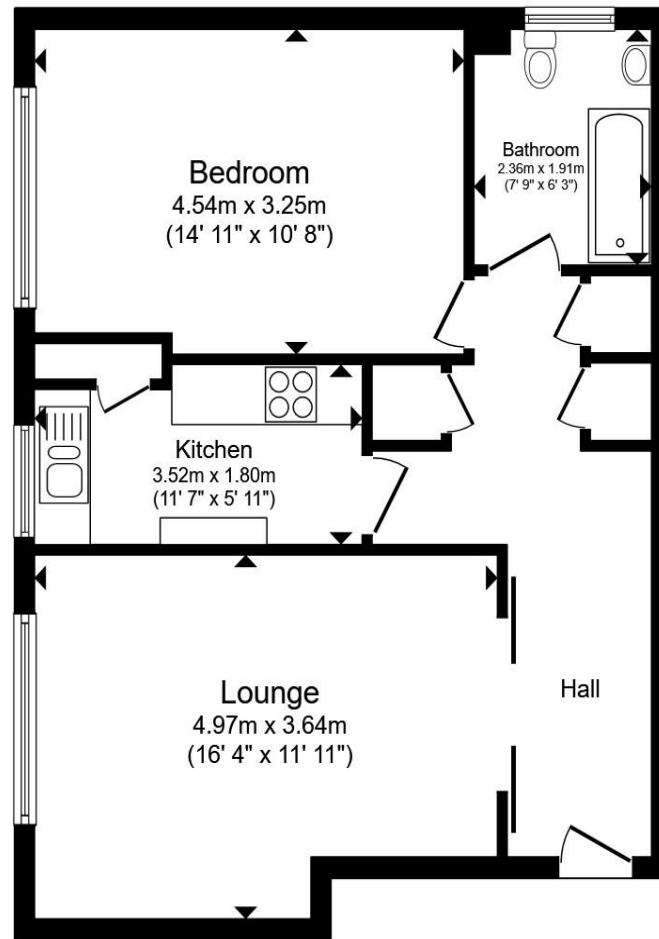 Bedroom
4.54m x 3.25m
(14' 11" x 10' 8")
Bathroom
2.36m x 1.91m
(7' 9" x 6' 3")
Kitchen
3.52m x 1.80m
(11' 7" x 5' 11")
Lounge
4.97m x 3.64m
(16' 4" x 11' 11")
Hall